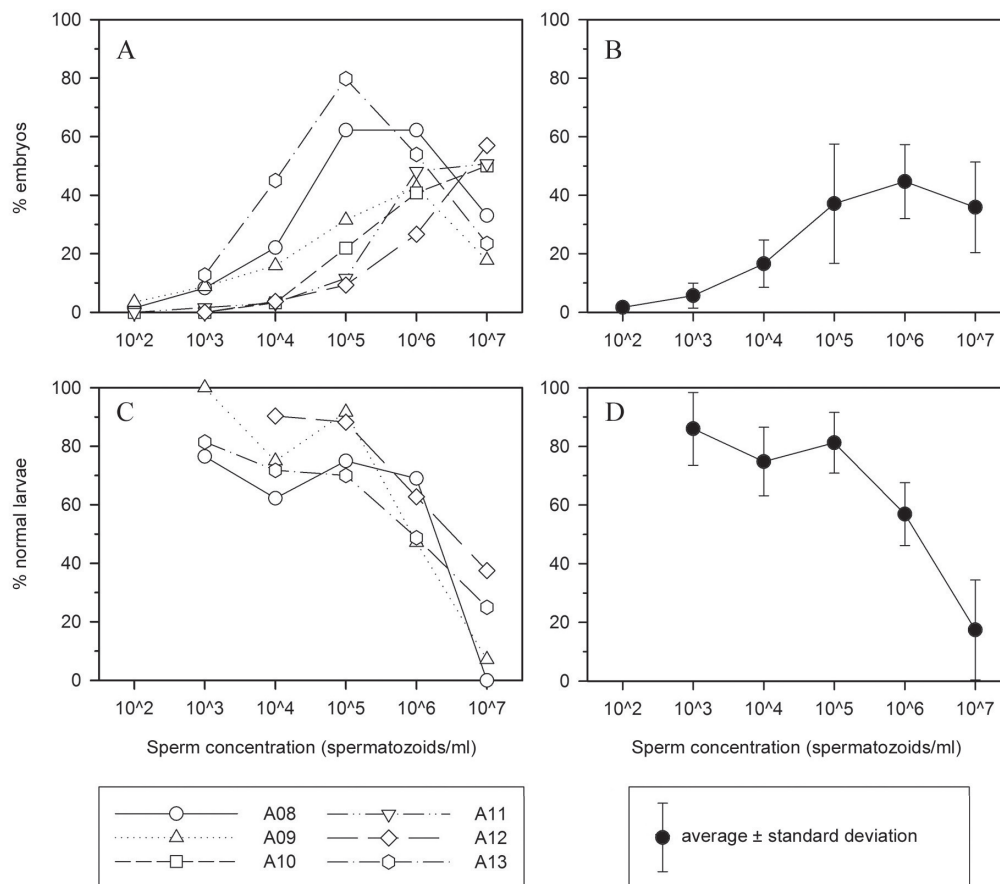 A
B
% embryos
100
80
60
40
20
0
10^2 10^3 10^4 10^5 10^6 10^7
10^2 10^3 10^4 10^5 10^6 10^7
C
D
% normal larvae
100
80
60
40
20
0
100
80
60
40
20
0
100
80
60
40
20
0
10^2 10^3 10^4 10^5 10^6 10^7
10^2 10^3 10^4 10^5 10^6 10^7
Sperm concentration (spermatozoids/ml)
Sperm concentration (spermatozoids/ml)
A08
A09
A10
A11
A12
A13
average ± standard deviation